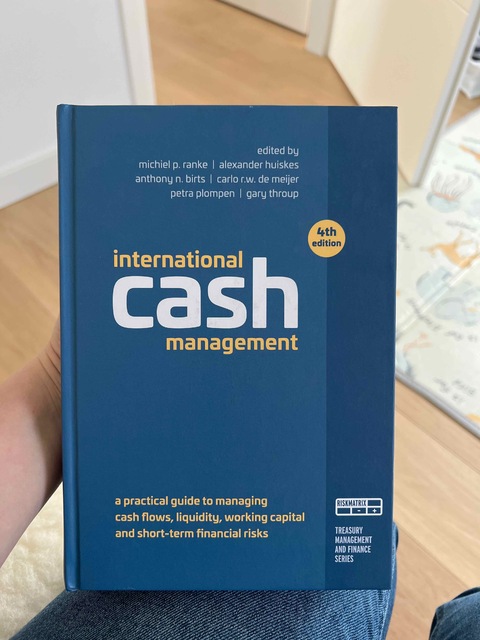 edited by
michiel p. ranke | alexander huiskes
anthony n. birts | carlo r.w. de meijer
petra plompen | gary throup
4th
edition
international
cash
management
a practical guide to managing
cash flows, liquidity, working capital
and short-term financial risks
RISKMATRIX
- +
TREASURY
MANAGEMENT
AND FINANCE
SERIES